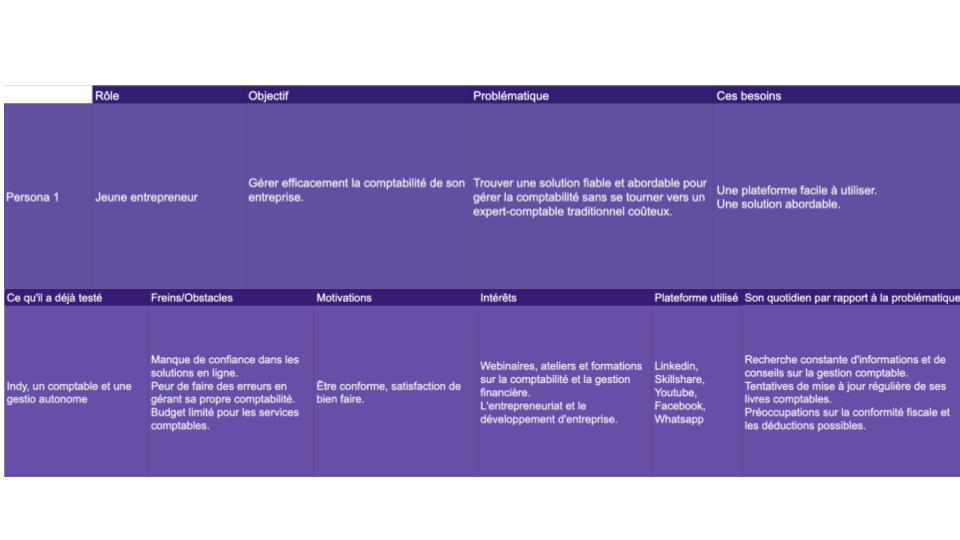 Rôle Objectif Problématique Ces besoins
Persona 1
Jeune entrepreneur
Gérer efficacement la comptabilité de son
entreprise.
Trouver une solution fiable et abordable pour
gérer la comptabilité sans se tourner vers un
expert-comptable traditionnel coûteux.
Une plateforme facile à utiliser.
Une solution abordable.
Ce qu'il a déjà testé Freins/Obstacles Motivations Intérêts Plateforme utilisé Son quotidien par rapport à la problématique
Indy, un comptable et une
gestio autonome
Manque de confiance dans les
solutions en ligne.
Peur de faire des erreurs en
gérant sa propre comptabilité.
Budget limité pour les services
comptables.
Être conforme, satisfaction de
bien faire.
Webinaires, ateliers et formations
sur la comptabilité et la gestion
financière.
L'entrepreneuriat et le
développement d'entreprise.
Linkedin,
Skillshare,
Youtube,
Facebook,
Whatsapp
Recherche constante d'informations et de
conseils sur la gestion comptable.
Tentatives de mise à jour régulière de ses
livres comptables.
Préoccupations sur la conformité fiscale et
les déductions possibles.